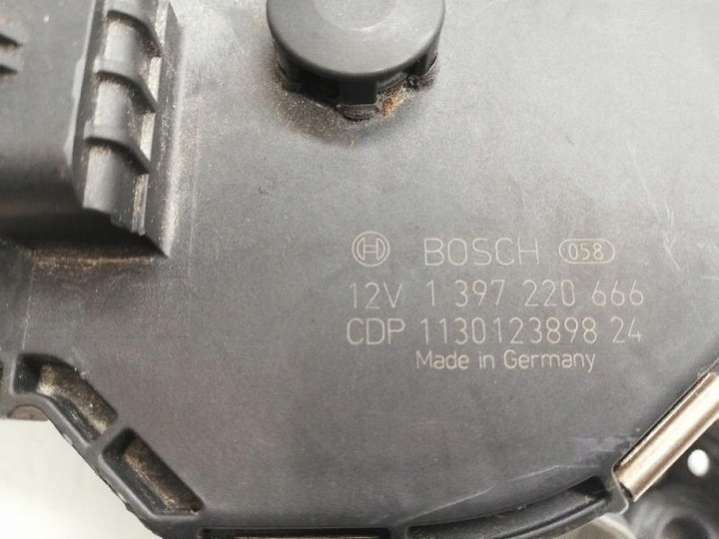 BOSCH 058
12V 1 397 220 666
CDP 1130123898 24
Made in Germany